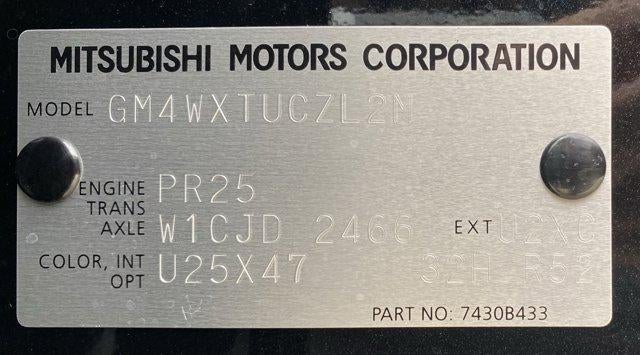 MITSUBISHI MOTORS CORPORATION
MODEL GM4WXTUCZL2M
ENGINE PR25
TRANS
AXLE W1CJD 2466 EXT U2XC
COLOR, INT U25X47 32H R52
OPT
PART NO: 7430B433